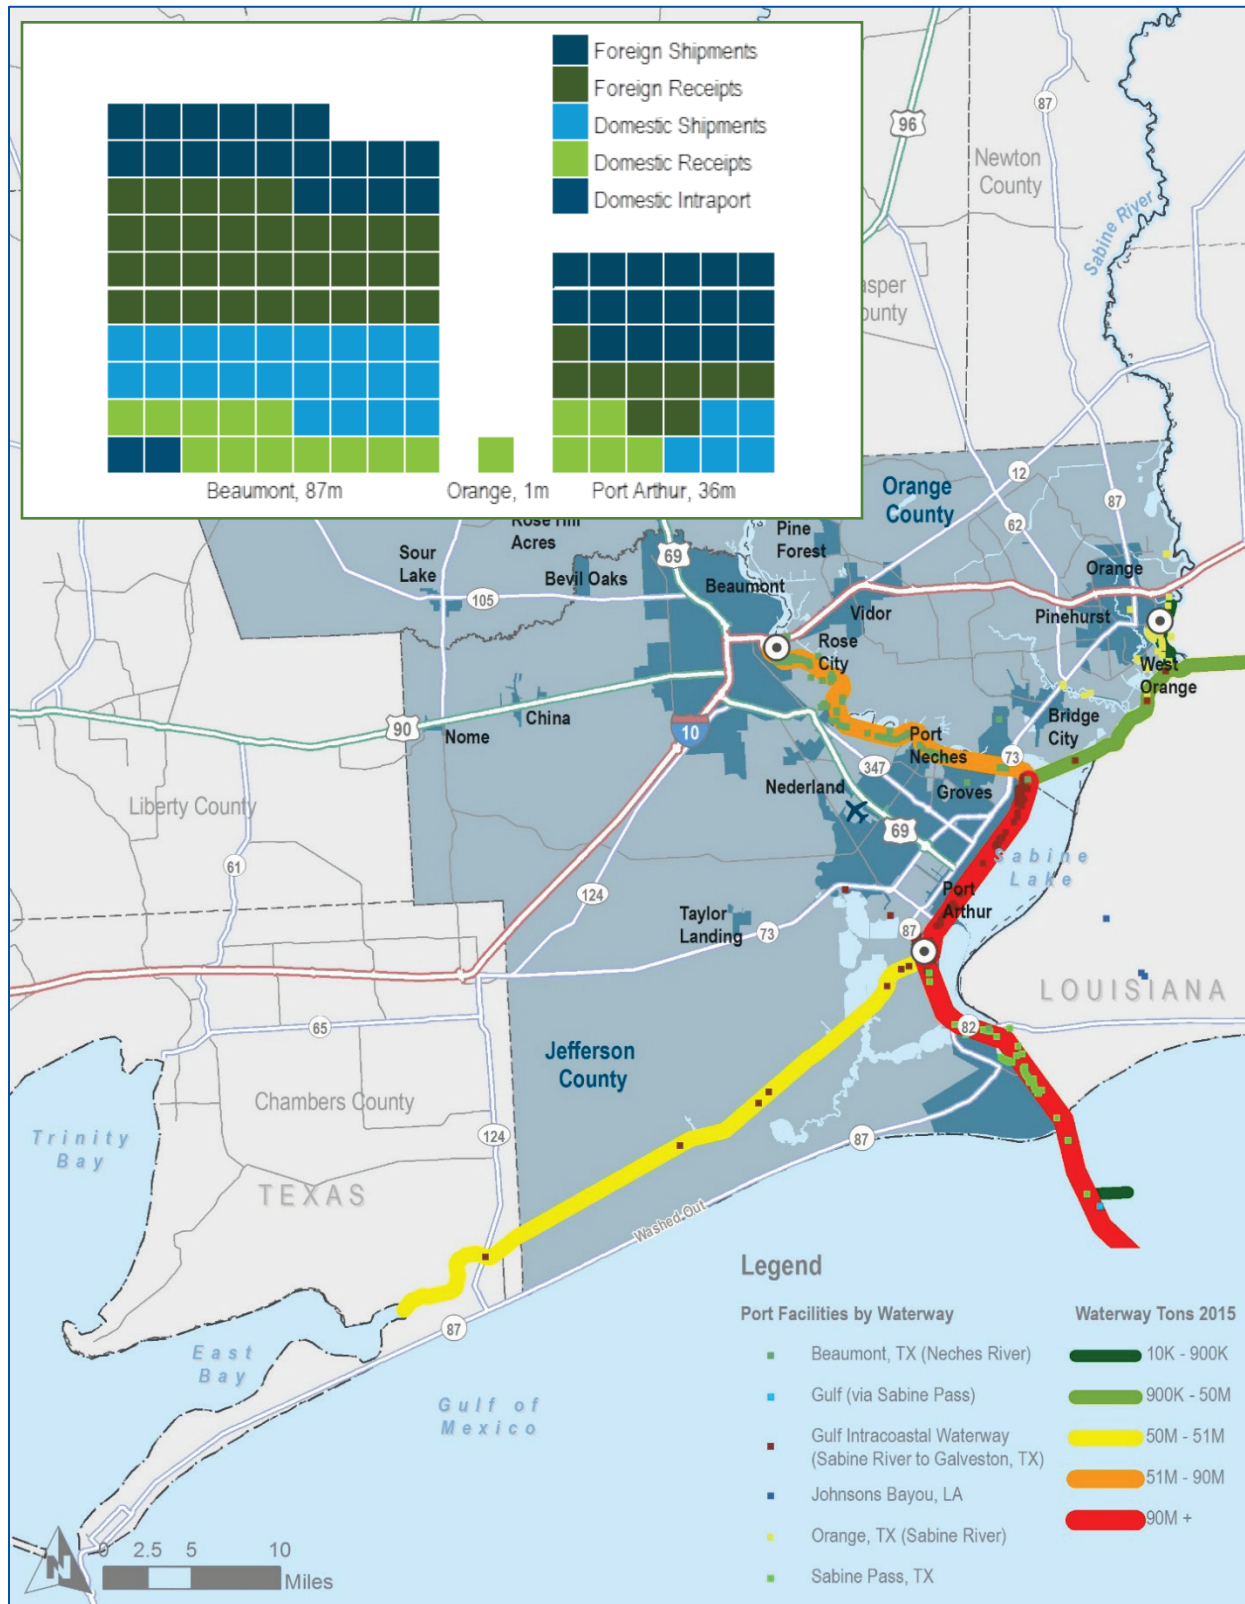 Foreign Shipments
Foreign Receipts
Domestic Shipments
Domestic Receipts
Domestic Intraport
Beaumont, 87m
Orange, 1m
Port Arthur, 36m
87
96
Newton
County
Sabine River
asper
ounty
Orange
County
12
87
62
Rose Hill
Acres
69
Pine
Forest
Sour
Lake
Bevil Oaks
Beaumont
Orange
105
Vidor
Pinehurst
Rose
City
West
Orange
China
90
Nome
10
Bridge
City
Port
Neches
73
347
Nederland
Groves
Liberty County
69
Sabine
Lake
61
124
Port
Arthur
Taylor
Landing
73
87
LOUISIANA
65
82
Jefferson
County
Chambers County
Trinity
Bay
124
87
TEXAS
Washed Out
87
East
Bay
Gulf of
Mexico
Legend
Port Facilities by Waterway
Beaumont, TX (Neches River)
Gulf (via Sabine Pass)
Gulf Intracoastal Waterway
(Sabine River to Galveston, TX)
Johnsons Bayou, LA
Orange, TX (Sabine River)
Sabine Pass, TX
Waterway Tons 2015
10K - 900K
900K - 50M
50M - 51M
51M - 90M
90M +
N
0 2.5 5 10
Miles